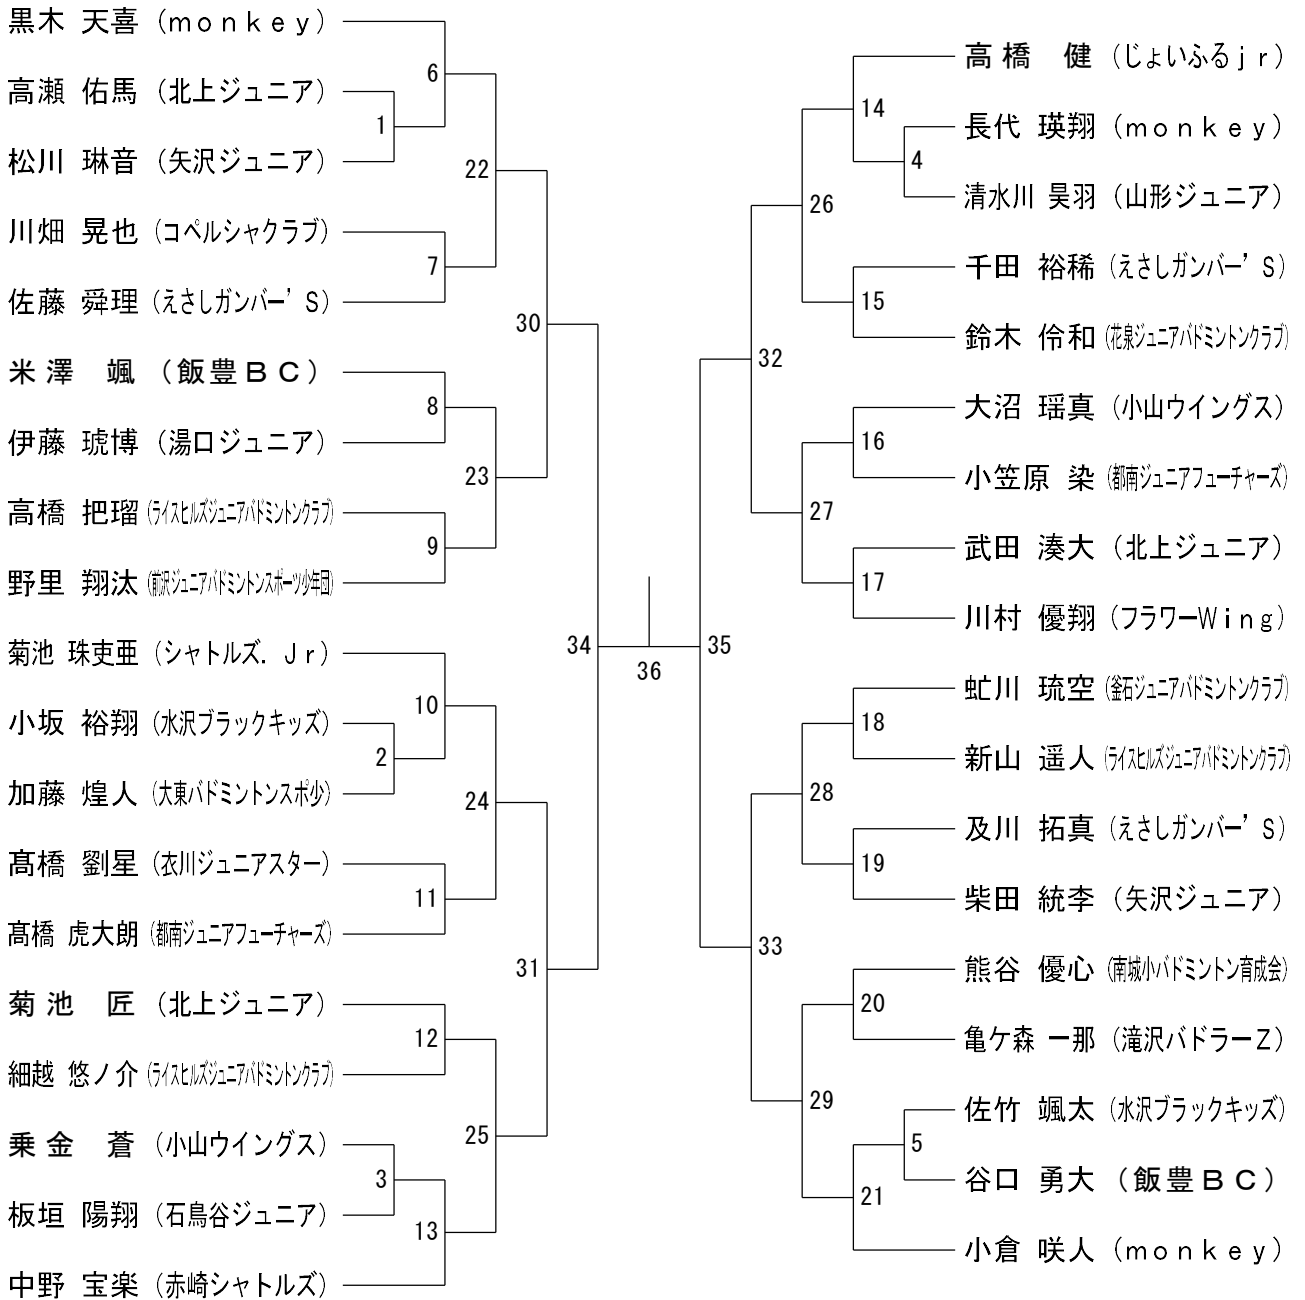 黒木 天喜 (ｍｏｎｋｅｙ)
高瀬 佑馬 (北上ジュニア)
松川 琳音 (矢沢ジュニア)
川畑 晃也 (コペルシャクラブ)
佐藤 舜理 (えさしガンバー’Ｓ)
米澤 颯 (飯豊ＢＣ)
伊藤 琥博 (湯口ジュニア)
高橋 把瑠 (ライスヒルズジュニアバドミントンクラブ)
野里 翔汰 (前沢ジュニアバドミントンスポーツ少年団)
菊池 珠吏亜 (シャトルズ．Ｊｒ)
小坂 裕翔 (水沢ブラックキッズ)
加藤 煌人 (大東バドミントンスポ少)
髙橋 劉星 (衣川ジュニアスター)
髙橋 虎大朗 (都南ジュニアフューチャーズ)
菊池 匠 (北上ジュニア)
細越 悠ノ介 (ライスヒルズジュニアバドミントンクラブ)
乗金 蒼 (小山ウイングス)
板垣 陽翔 (石鳥谷ジュニア)
中野 宝楽 (赤崎シャトルズ)
1
2
3
6
7
8
9
10
11
12
13
22
23
24
25
30
31
34
36
35
32
33
26
27
28
29
14
15
16
17
18
19
20
21
4
5
高橋 健 (じょいふるｊｒ)
長代 瑛翔 (ｍｏｎｋｅｙ)
清水川 昊羽 (山形ジュニア)
千田 裕稀 (えさしガンバー’Ｓ)
鈴木 伶和 (花泉ジュニアバドミントンクラブ)
大沼 瑶真 (小山ウイングス)
小笠原 染 (都南ジュニアフューチャーズ)
武田 湊大 (北上ジュニア)
川村 優翔 (フラワーＷｉｎｇ)
虻川 琉空 (釜石ジュニアバドミントンクラブ)
新山 遥人 (ライスヒルズジュニアバドミントンクラブ)
及川 拓真 (えさしガンバー’Ｓ)
柴田 統李 (矢沢ジュニア)
熊谷 優心 (南城小バドミントン育成会)
亀ケ森 一那 (滝沢バドラーＺ)
佐竹 颯太 (水沢ブラックキッズ)
谷口 勇大 (飯豊ＢＣ)
小倉 咲人 (ｍｏｎｋｅｙ)